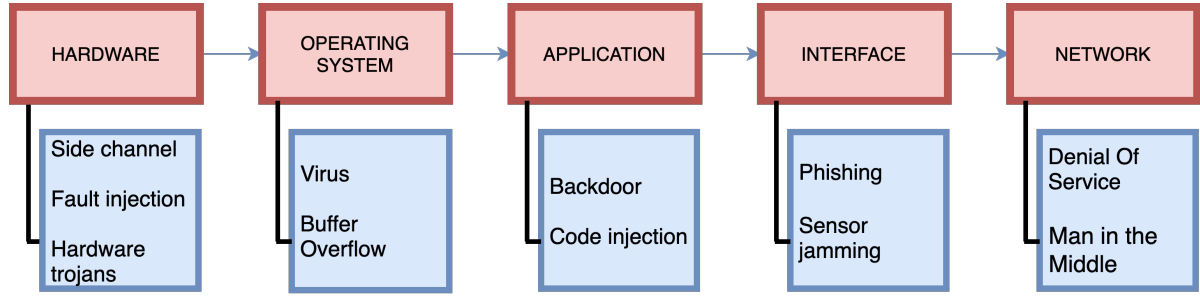 HARDWARE
OPERATING
SYSTEM
APPLICATION
INTERFACE
NETWORK
Side channel
Fault injection
Hardware
trojans
Virus
Buffer
Overflow
Backdoor
Code injection
Phishing
Sensor
jamming
Denial Of
Service
Man in the
Middle